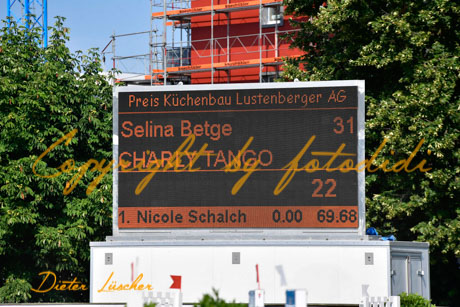 Preis Küchenbau Lustenberger AG
Selina Betge 31
CHARLY TANGO
Copyright by fotodidi
22
1. Nicole Schalch 0.00 69.68
Dieter Lüscher